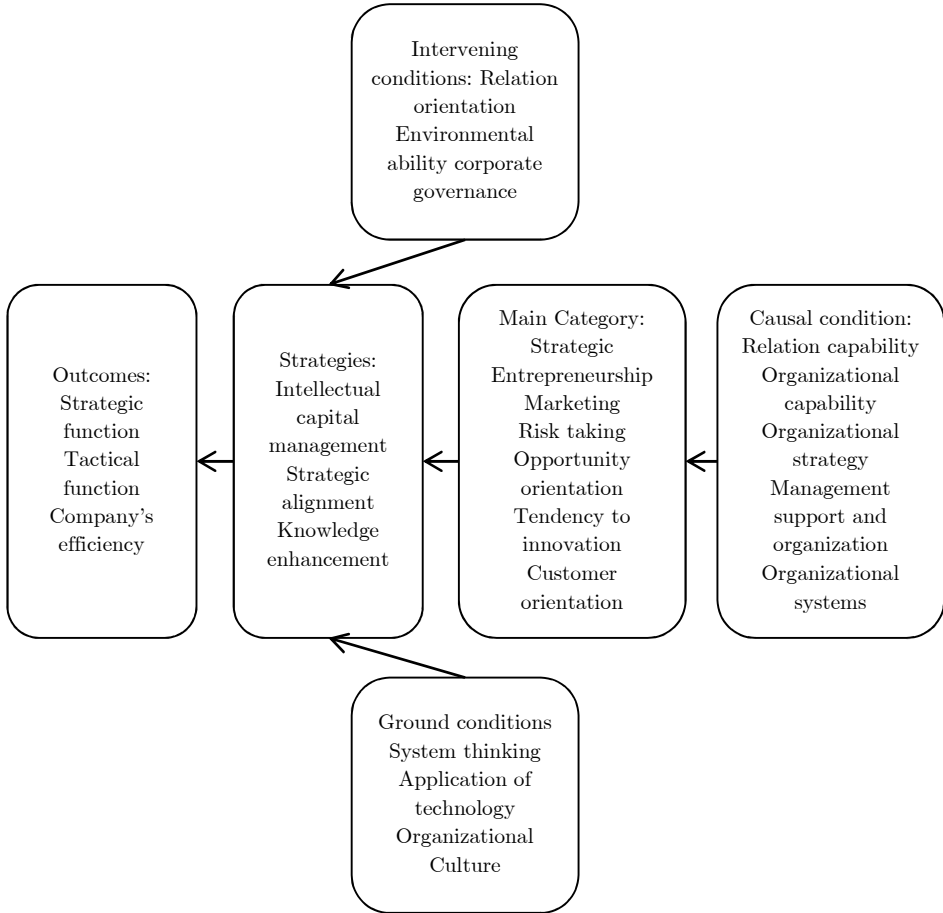 Intervening
conditions: Relation
orientation
Environmental
ability corporate
governance
Outcomes:
Strategic
function
Tactical
function
Company's
efficiency
Strategies:
Intellectual
capital
management
Strategic
alignment
Knowledge
enhancement
Main Category:
Strategic
Entrepreneurship
Marketing
Risk taking
Opportunity
orientation
Tendency to
innovation
Customer
orientation
Causal condition:
Relation capability
Organizational
capability
Organizational
strategy
Management
support and
organization
Organizational
systems
Ground conditions
System thinking
Application of
technology
Organizational
Culture